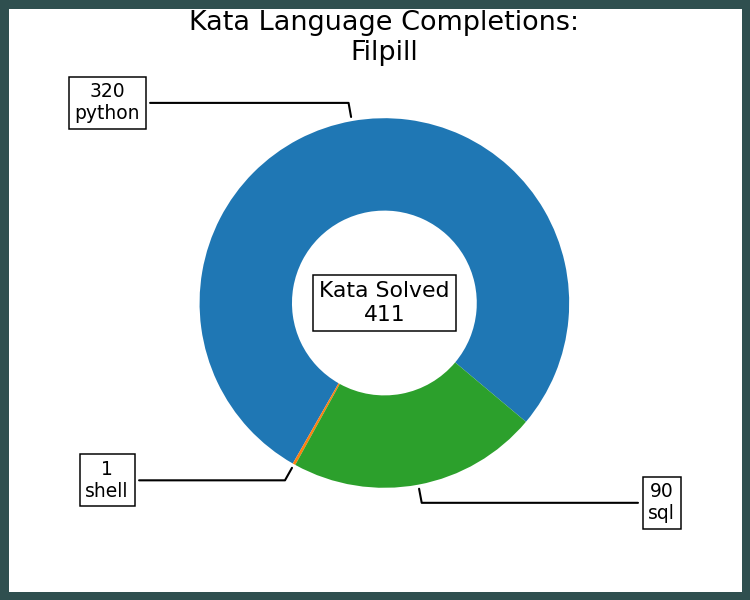 Kata Language Completions:
Filpill
320
python
Kata Solved
411
1
shell
90
sql